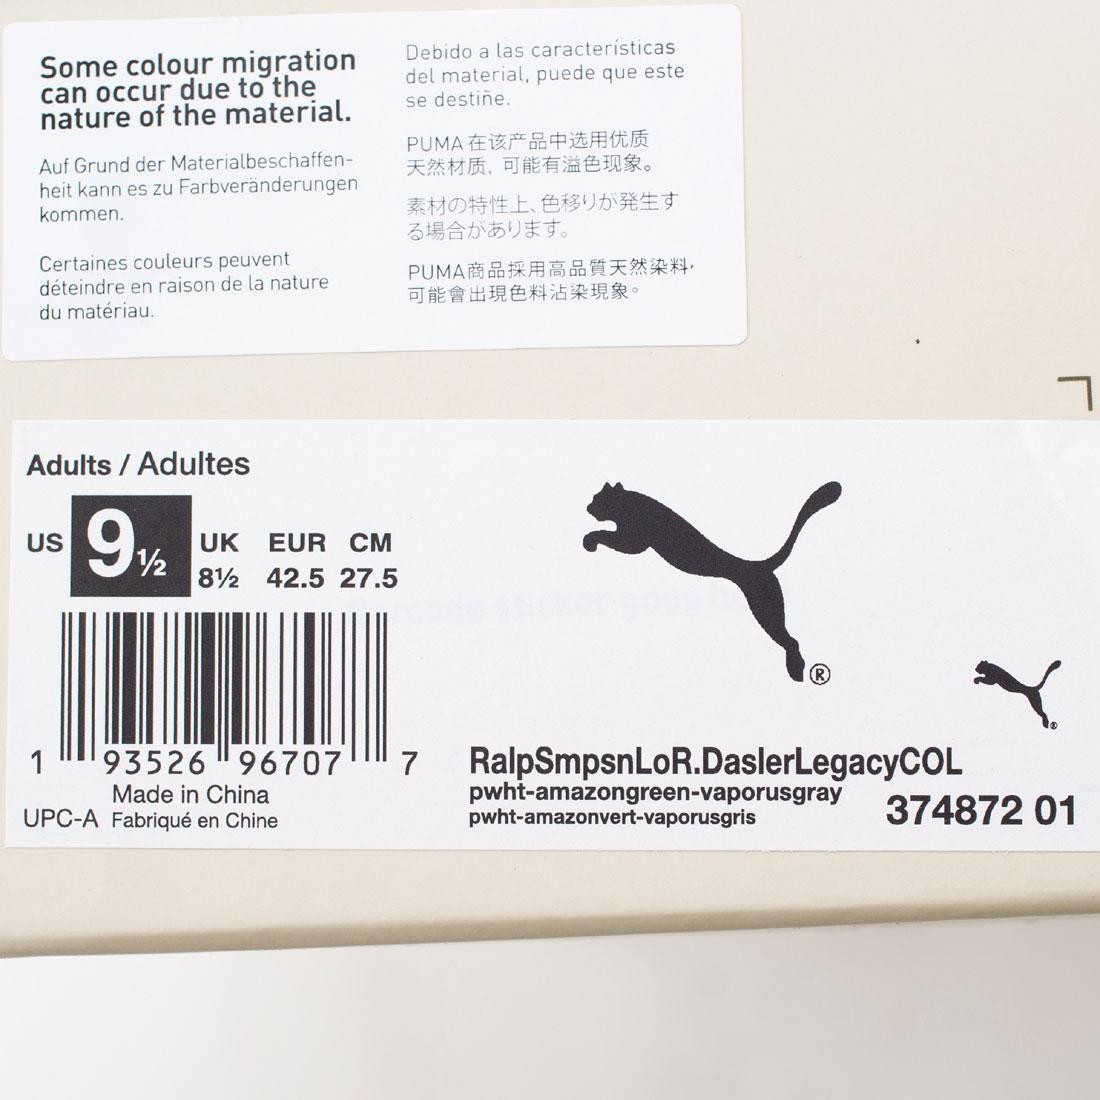 Some colour migration
can occur due to the
nature of the material.
Auf Grund der Materialbeschaffen-
heit kann es zu Farbveränderungen
kommen.
Certaines couleurs peuvent
déteindre en raison de la nature
du matériau.
Debido a las características
del material, puede que este
se destiñe.
PUMA在该产品中选用优质
天然材质, 可能有溢色现象。
素材の特性上、色移りが発生す
る場合があります。
PUMA商品採用高品質天然染料,
可能會出現色料沾染現象。
Adults / Adultes
US 9½ UK EUR CM
8½ 42.5 27.5
1 93526 96707 7
Made in China
UPC-A Fabriqué en Chine
®
®
RalpSmpsnLoR.DaslerLegacyCOL
pwht-amazongreen-vaporusgray
pwht-amazonvert-vaporusgris
374872 01